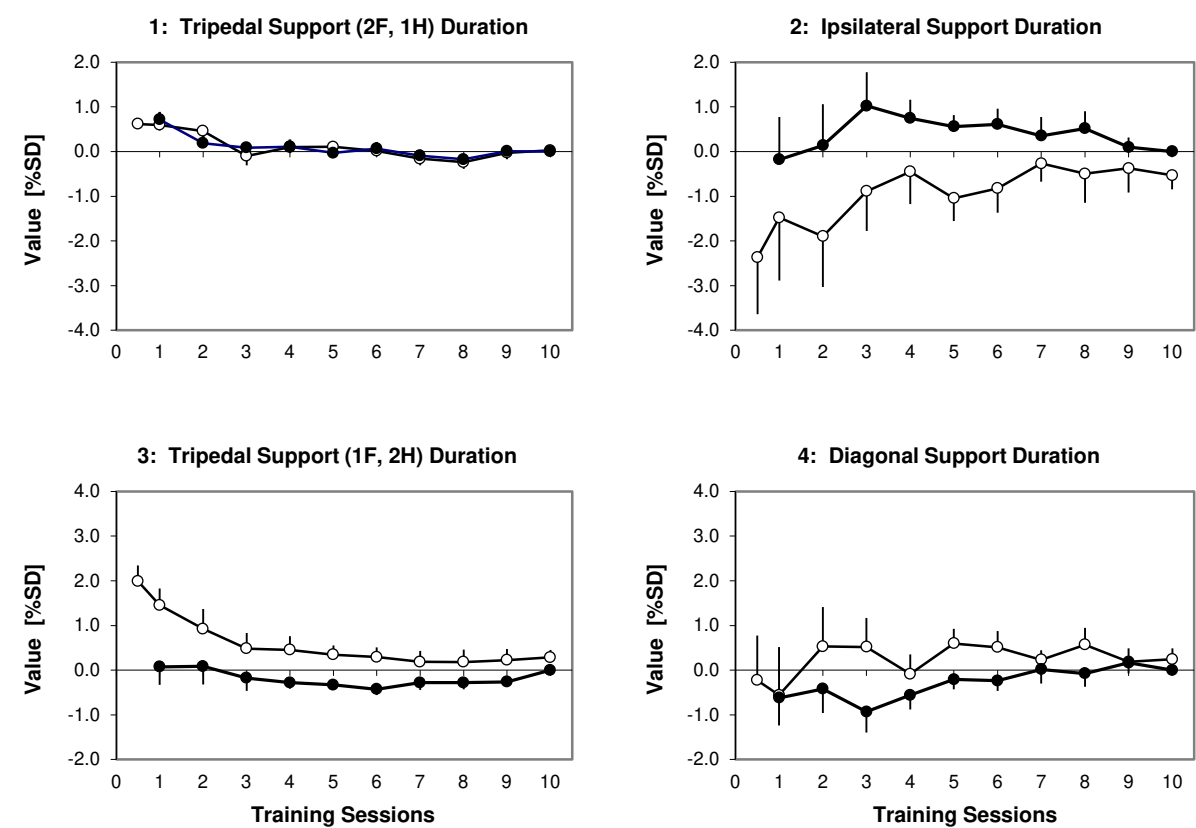 1: Tripedal Support (2F, 1H) Duration
2.0
1.0
0.0
-1.0
-2.0
-3.0
-4.0
Value [%SD]
0 1 2 3 4 5 6 7 8 9 10
2: Ipsilateral Support Duration
2.0
1.0
0.0
-1.0
-2.0
-3.0
-4.0
Value [%SD]
0 1 2 3 4 5 6 7 8 9 10
3: Tripedal Support (1F, 2H) Duration
4.0
3.0
2.0
1.0
0.0
-1.0
-2.0
Value [%SD]
0 1 2 3 4 5 6 7 8 9 10
Training Sessions
4: Diagonal Support Duration
4.0
3.0
2.0
1.0
0.0
-1.0
-2.0
Value [%SD]
0 1 2 3 4 5 6 7 8 9 10
Training Sessions